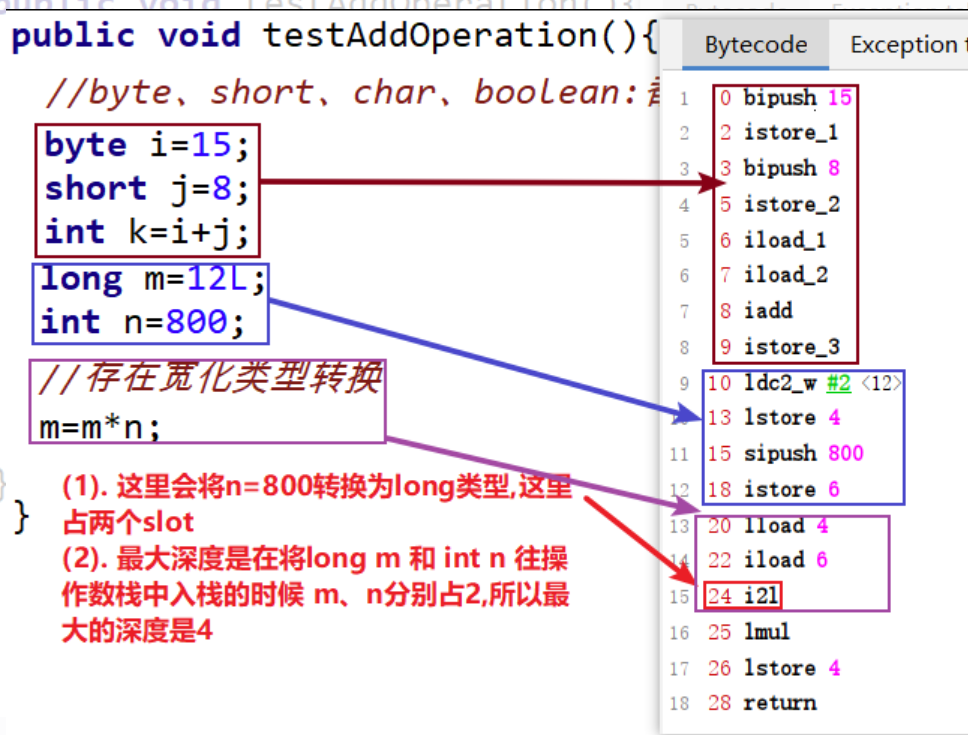 public void testAddOperation(){
//byte、short、char、boolean:
byte i=15;
short j=8;
int k=i+j;
long m=12L;
int n=800;
//存在宽化类型转换
m=m*n;
(1). 这里会将n=800转换为long类型,这里
占两个slot
(2). 最大深度是在将long m 和 int n 往操
作数栈中入栈的时候 m、n分别占2,所以最
大的深度是4
}
}
Bytecode Exception
1 0 bipush 15
2 2 istore_1
3 3 bipush 8
4 5 istore_2
5 6 iload_1
6 7 iload_2
7 8 iadd
8 9 istore_3
9 10 ldc2_w #2 <12>
10 13 lstore 4
11 15 sipush 800
12 18 istore 6
13 20 lload 4
14 22 iload 6
15 24 i2l
16 25 lmul
17 26 lstore 4
18 28 return